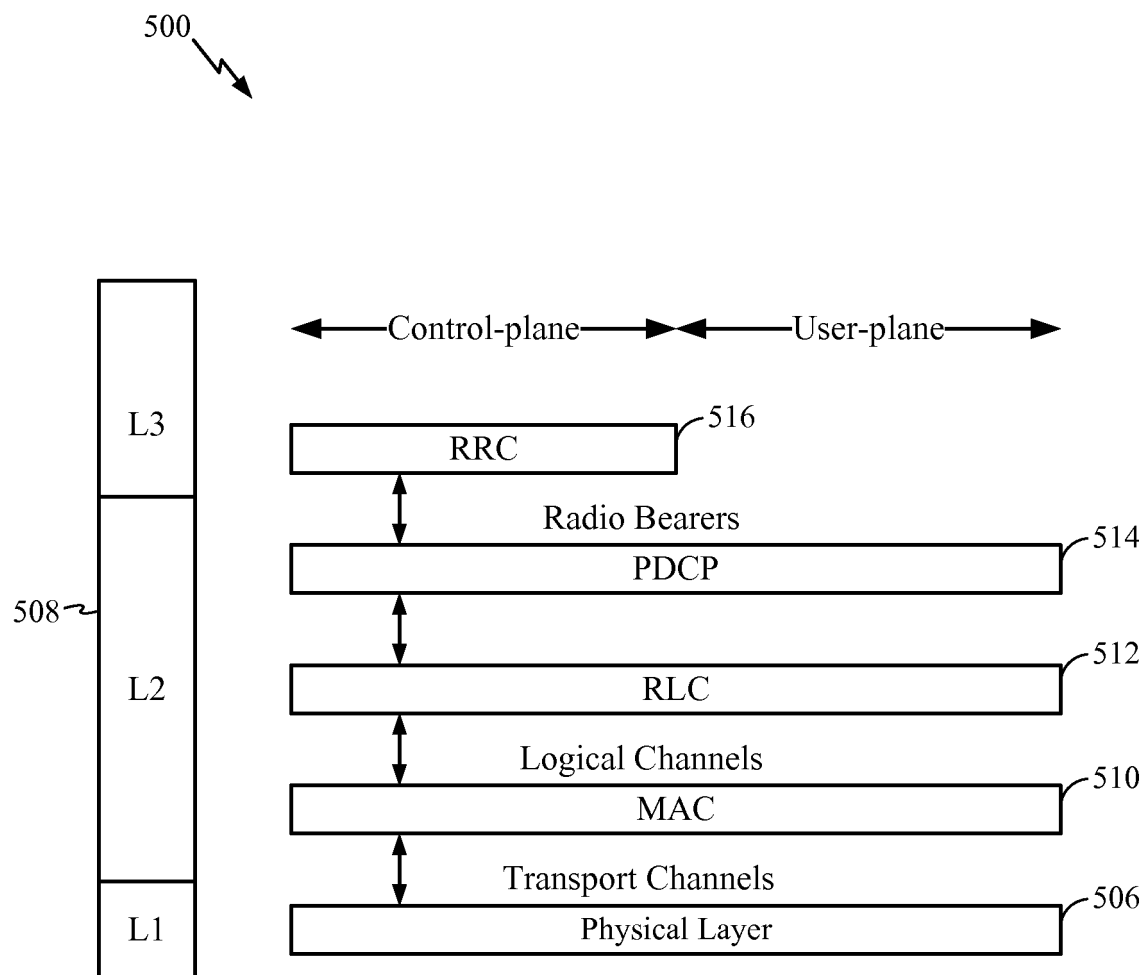 500
Control-plane
User-plane
L3
RRC
516
Radio Bearers
PDCP
514
508
L2
RLC
512
Logical Channels
MAC
510
Transport Channels
L1
Physical Layer
506